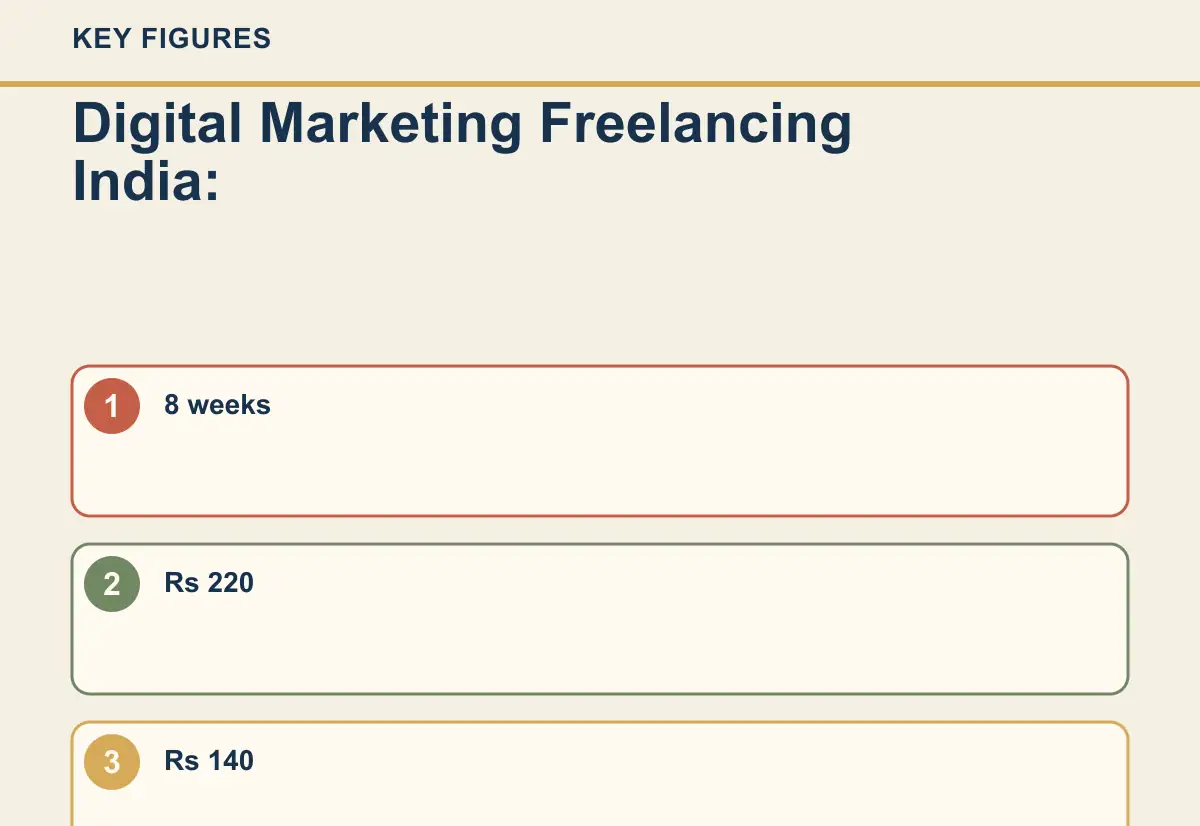 KEY FIGURES
Digital Marketing Freelancing
India:
1
8 weeks
2
Rs 220
3
Rs 140